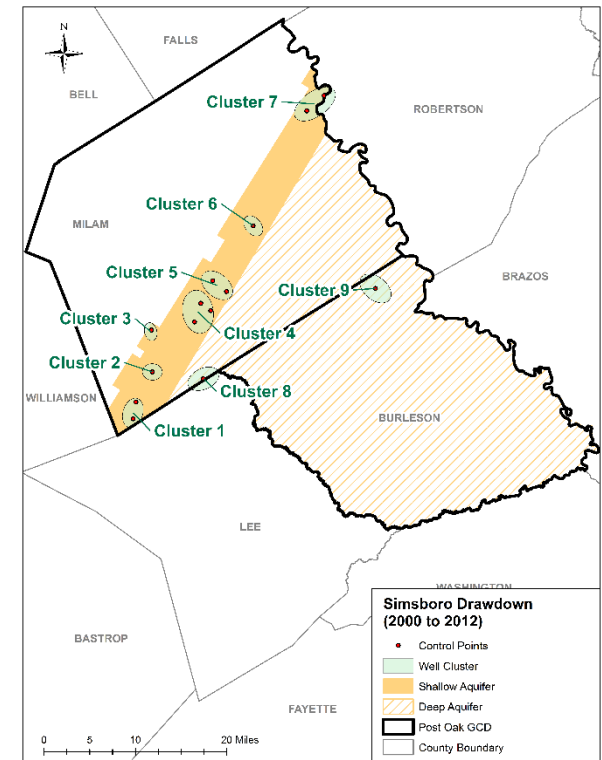 N
FALLS
BELL
ROBERTSON
Cluster 7
Cluster 6
MILAM
BRAZOS
Cluster 5
Cluster 9
Cluster 3
Cluster 4
Cluster 2
Cluster 8
WILLIAMSON
BURLESON
Cluster 1
LEE
WASHINGTON
Simsboro Drawdown
(2000 to 2012)
Control Points
Well Cluster
Shallow Aquifer
Deep Aquifer
Post Oak GCD
County Boundary
BASTROP
FAYETTE
0 5 10 20 Miles